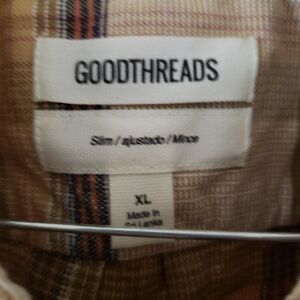 GOODTHREADS
Slim / ajustado / Mince
XL
Made in
Sri Lanka